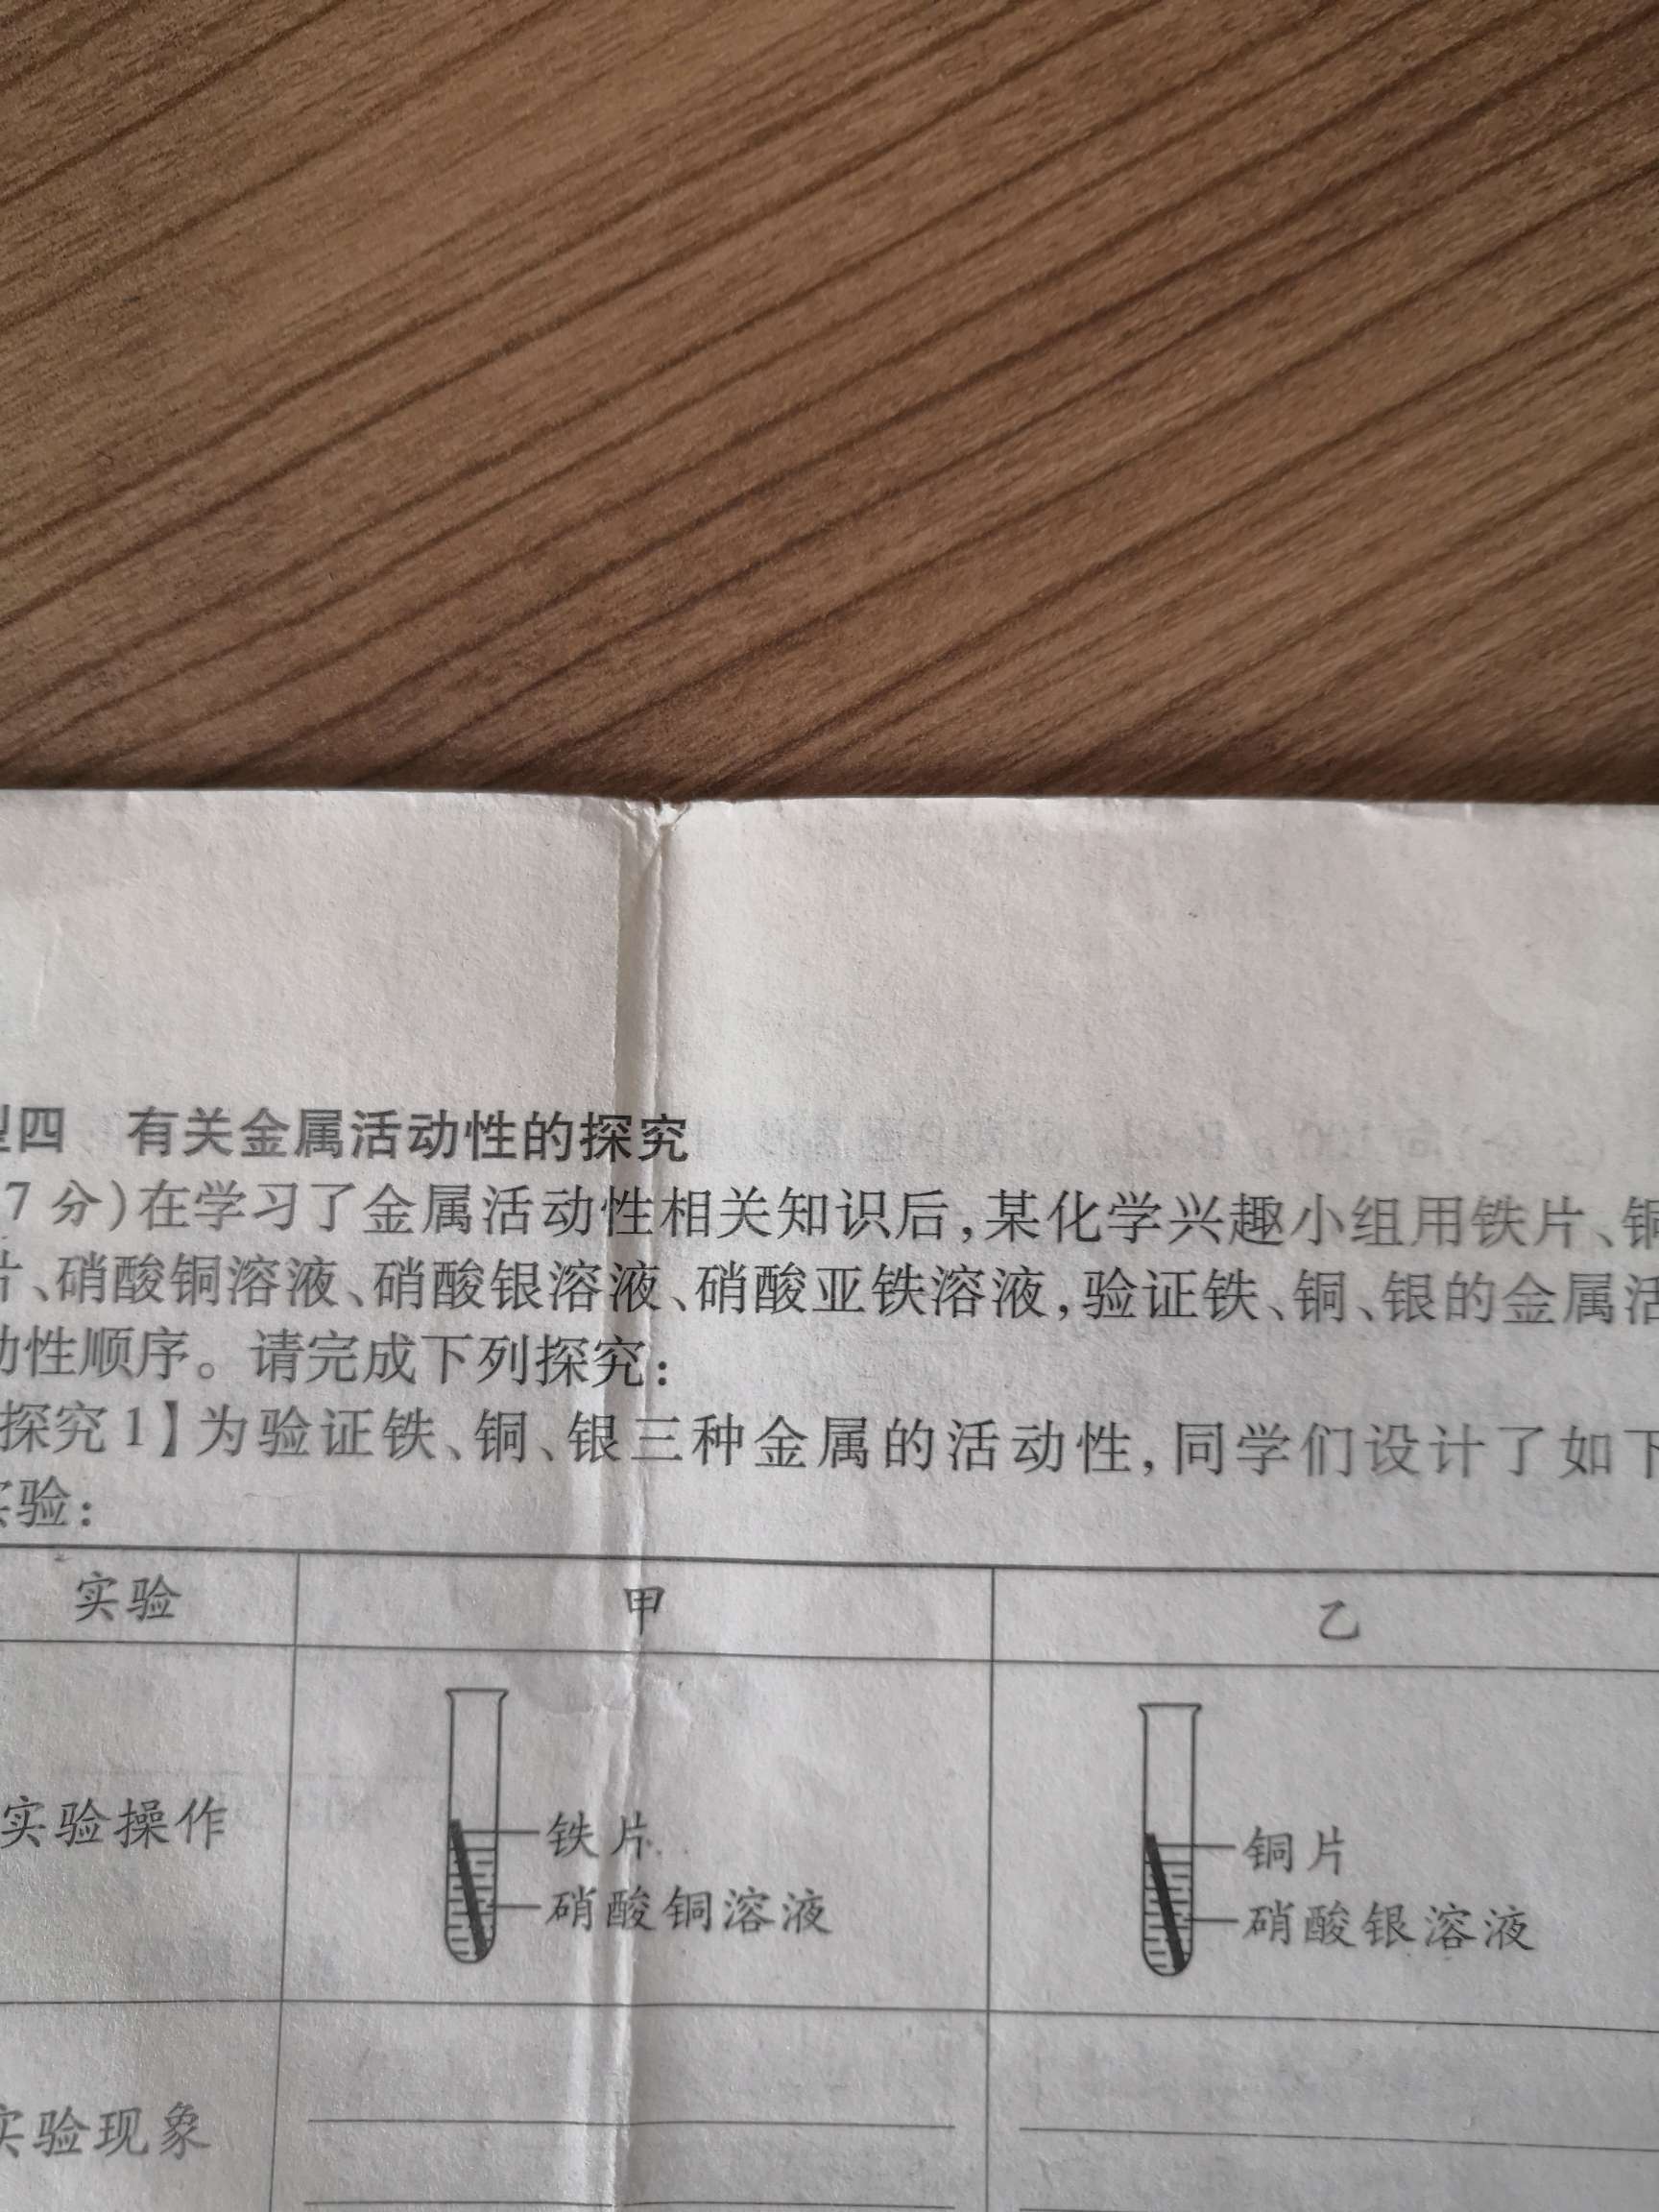 型四 有关金属活动性的探究
7分)在学习了金属活动性相关知识后,某化学兴趣小组用铁片、铜
片、硝酸铜溶液、硝酸银溶液、硝酸亚铁溶液,验证铁、铜、银的金属活
动性顺序。请完成下列探究:
探究1】为验证铁、铜、银三种金属的活动性,同学们设计了如下
实验:
实验 甲 乙
实验操作
铁片
硝酸铜溶液
铜片
硝酸银溶液
实验现象